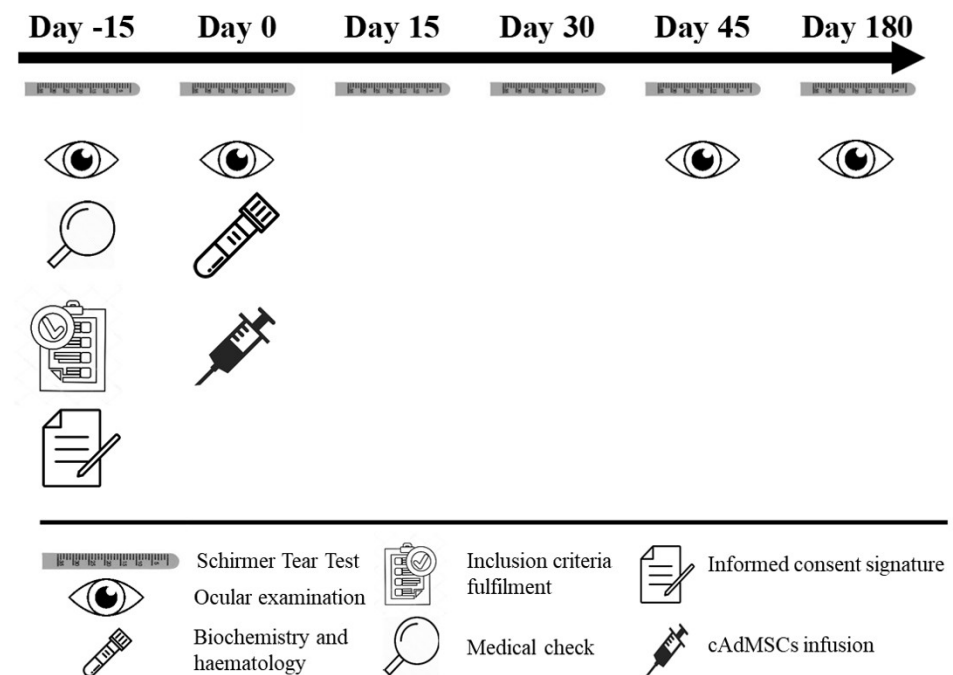 Day -15 Day 0 Day 15 Day 30 Day 45 Day 180
Schirmer Tear Test
Ocular examination
Biochemistry and
haematology
Inclusion criteria
fulfilment
Medical check
Informed consent signature
cAdMSCs infusion